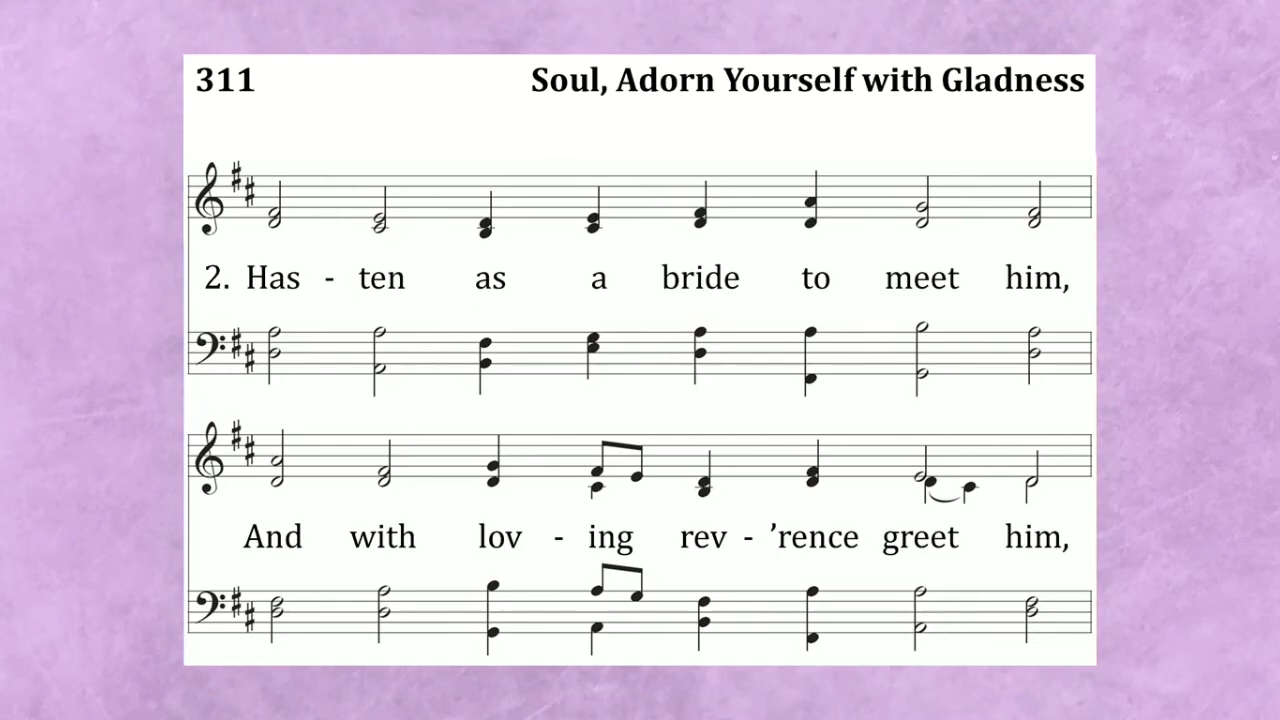 311 Soul, Adorn Yourself with Gladness
2. Has - ten as a bride to meet him,
And with lov - ing rev - ’rence greet him,